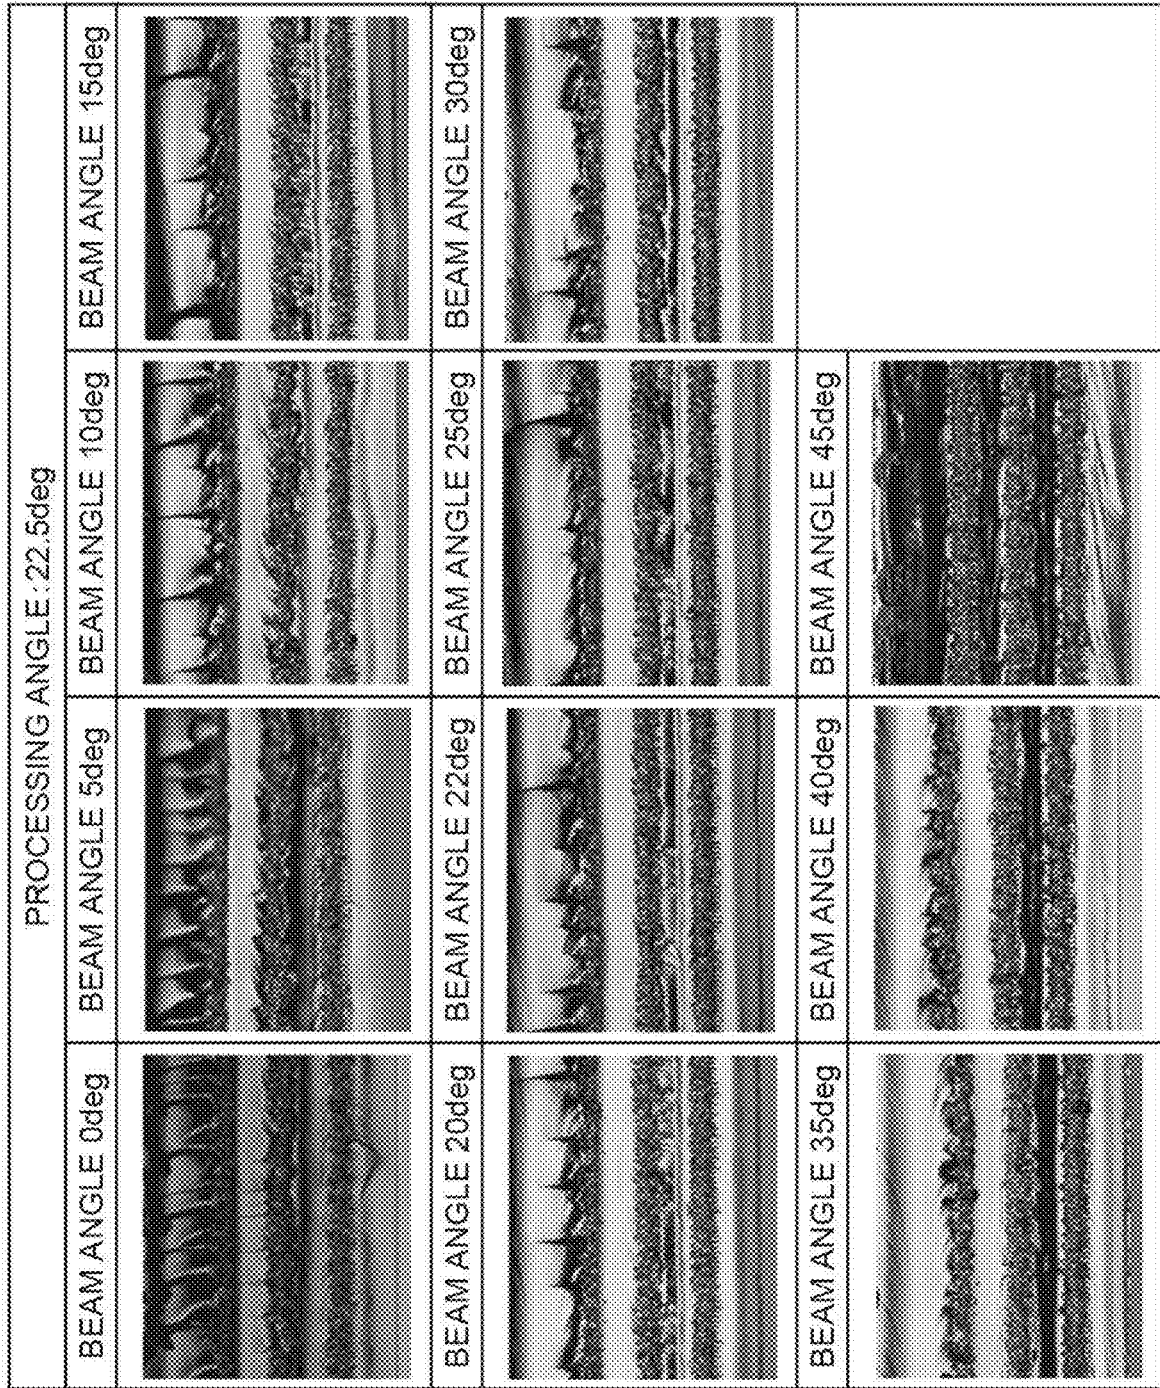 PROCESSING ANGLE:22.5deg
BEAM ANGLE 0deg
BEAM ANGLE 5deg
BEAM ANGLE 10deg
BEAM ANGLE 15deg
BEAM ANGLE 20deg
BEAM ANGLE 22deg
BEAM ANGLE 25deg
BEAM ANGLE 30deg
BEAM ANGLE 35deg
BEAM ANGLE 40deg
BEAM ANGLE 45deg